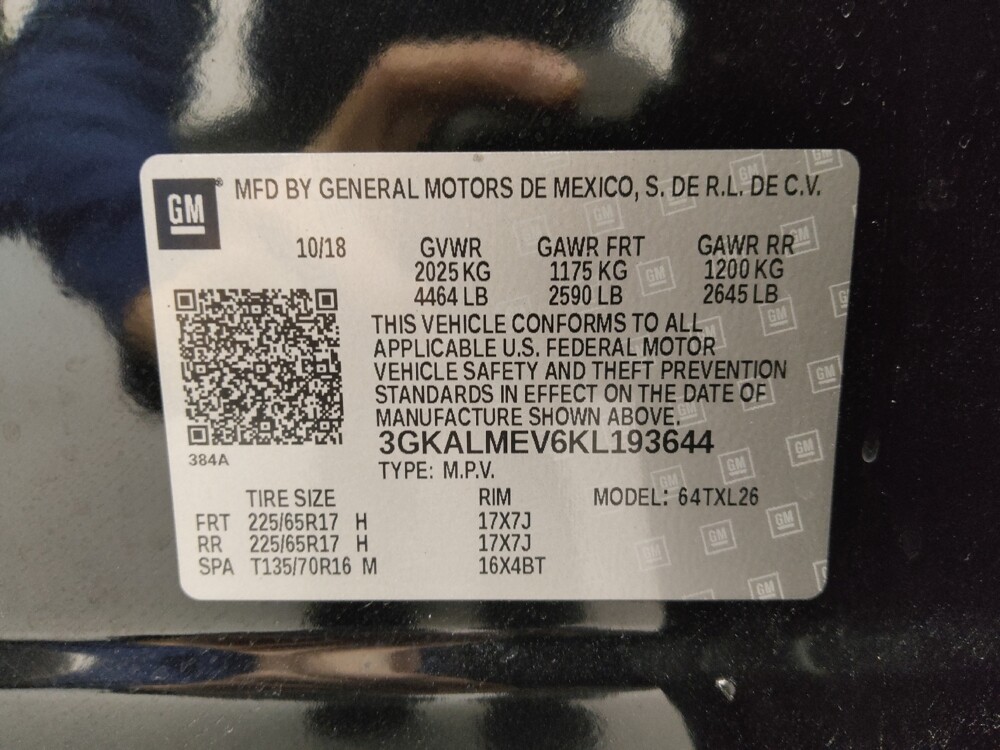 GM ® MFD BY GENERAL MOTORS DE MEXICO, S. DE R.L. DE C.V.
10/18 GVWR GAWR FRT GAWR RR
2025 KG 1175 KG 1200 KG
4464 LB 2590 LB 2645 LB
THIS VEHICLE CONFORMS TO ALL
APPLICABLE U.S. FEDERAL MOTOR
VEHICLE SAFETY AND THEFT PREVENTION
STANDARDS IN EFFECT ON THE DATE OF
MANUFACTURE SHOWN ABOVE.
3GKALMEV6KL193644
384A
TYPE: M.P.V.
TIRE SIZE RIM MODEL: 64TXL26
FRT 225/65R17 H 17X7J
RR 225/65R17 H 17X7J
SPA T135/70R16 M 16X4BT